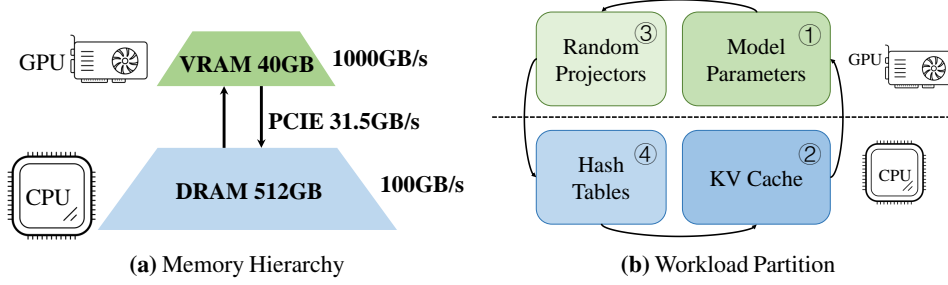 GPU
VRAM 40GB
1000GB/s
PCIE 31.5GB/s
CPU
DRAM 512GB
100GB/s
(a) Memory Hierarchy
③
Random
Projectors
①
Model
Parameters
GPU
④
Hash
Tables
②
KV Cache
CPU
(b) Workload Partition